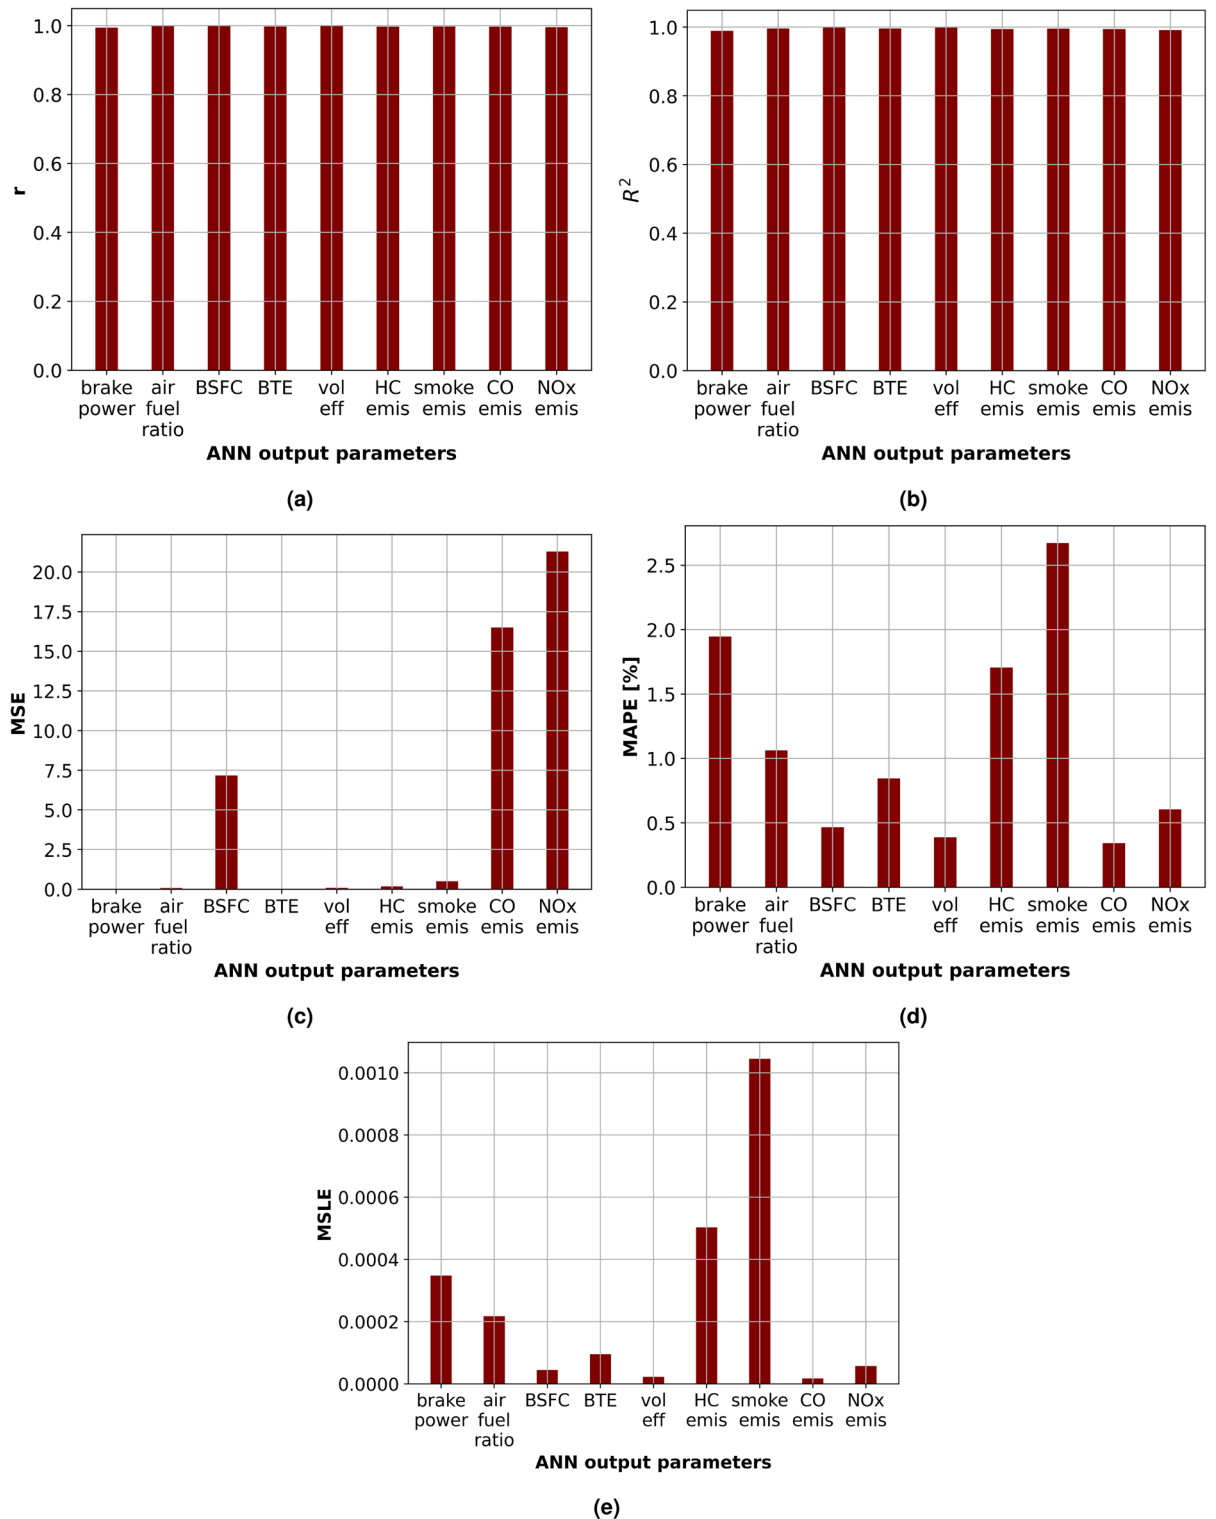 1.0
0.8
0.6
0.4
0.2
0.0
r
brake air BSFC BTE vol HC smoke CO NOx
power fuel eff emis emis emis emis
ratio
ANN output parameters
(a)
1.0
0.8
0.6
0.4
0.2
0.0
R²
brake air BSFC BTE vol HC smoke CO NOx
power fuel eff emis emis emis emis
ratio
ANN output parameters
(b)
20.0
17.5
15.0
12.5
10.0
7.5
5.0
2.5
0.0
MSE
brake air BSFC BTE vol HC smoke CO NOx
power fuel eff emis emis emis emis
ratio
ANN output parameters
(c)
2.5
2.0
1.5
1.0
0.5
0.0
MAPE [%]
brake air BSFC BTE vol HC smoke CO NOx
power fuel eff emis emis emis emis
ratio
ANN output parameters
(d)
0.0010
0.0008
0.0006
0.0004
0.0002
0.0000
MSLE
brake air BSFC BTE vol HC smoke CO NOx
power fuel eff emis emis emis emis
ratio
ANN output parameters
(e)